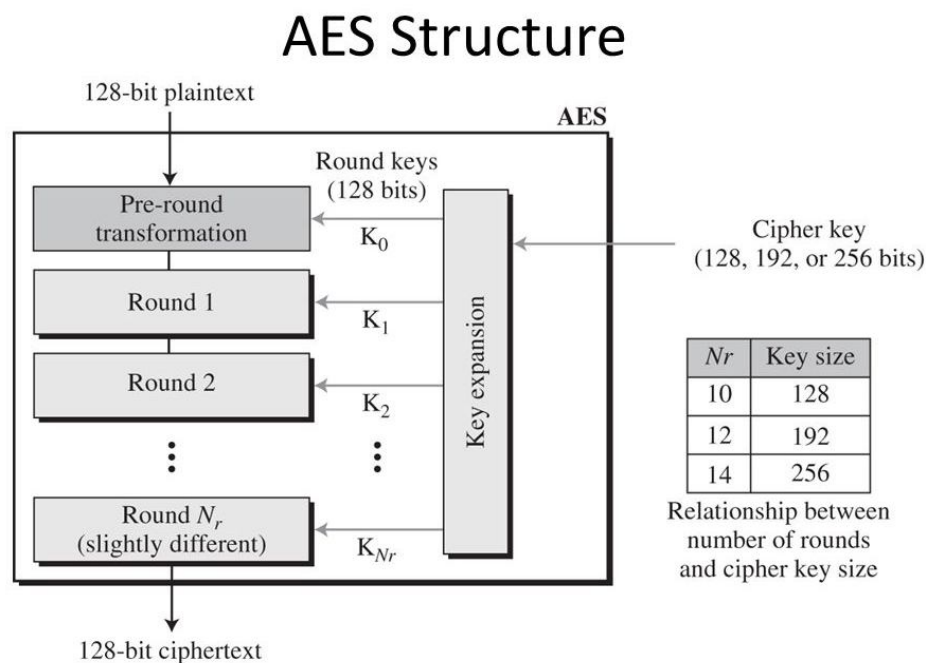 AES Structure
128-bit plaintext
AES
Round keys
(128 bits)
Pre-round
transformation
K0
Cipher key
(128, 192, or 256 bits)
Round 1
K1
Round 2
K2
Key expansion
Round Nr
(slightly different)
KNr
128-bit ciphertext
Nr Key size
10 128
12 192
14 256
Relationship between
number of rounds
and cipher key size